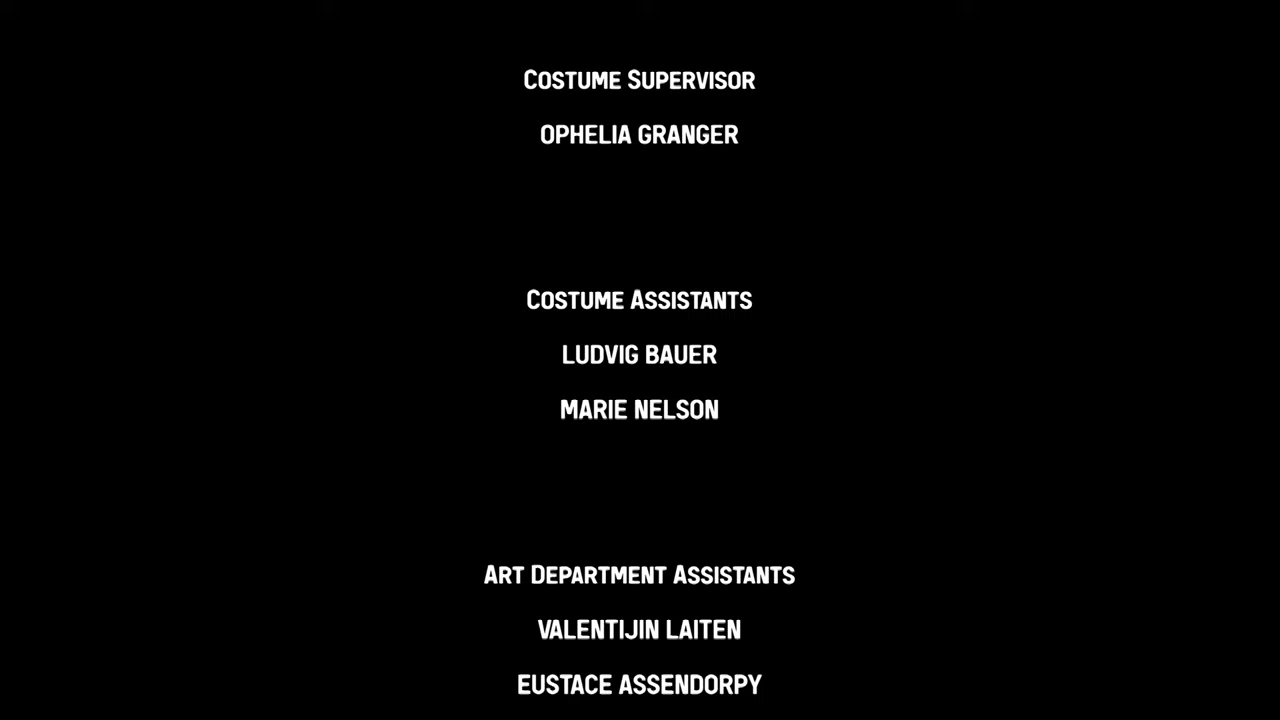 Costume Supervisor
OPHELIA GRANGER
Costume Assistants
LUDVIG BAUER
MARIE NELSON
Art Department Assistants
VALENTIJIN LAITEN
EUSTACE ASSENDORPY